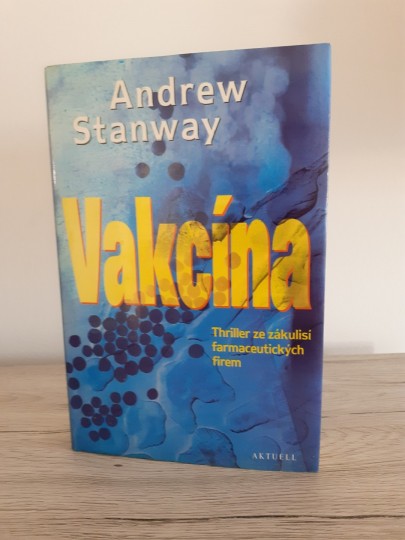 Andrew
Stanway
Vakcína
Thriller ze zákulisí
farmaceutických
firem
AKTUELL